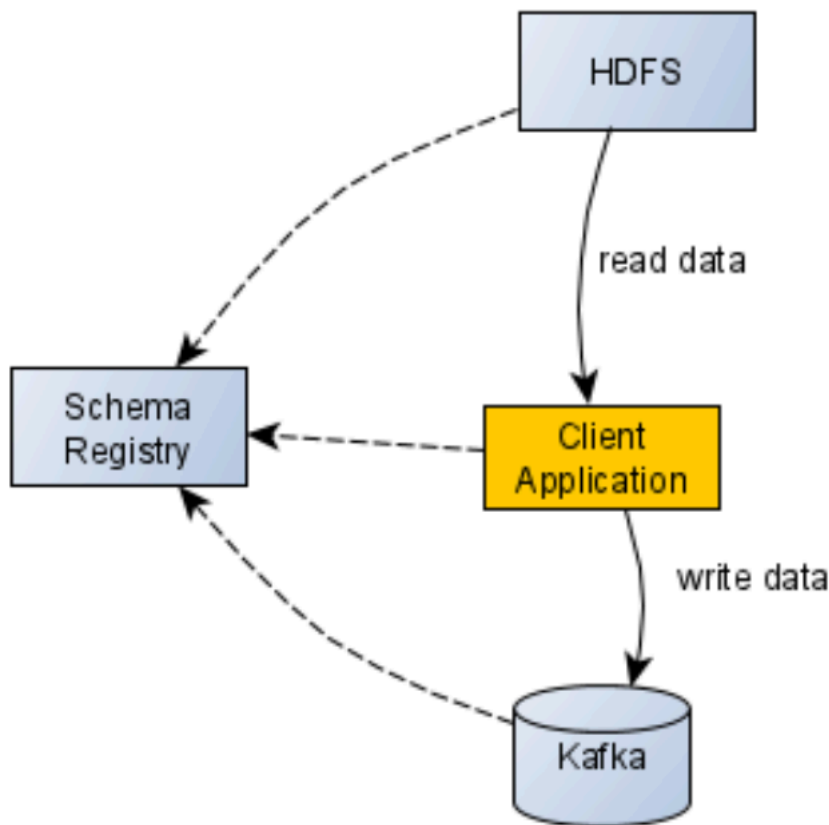 HDFS
read data
Schema
Registry
Client
Application
write data
Kafka